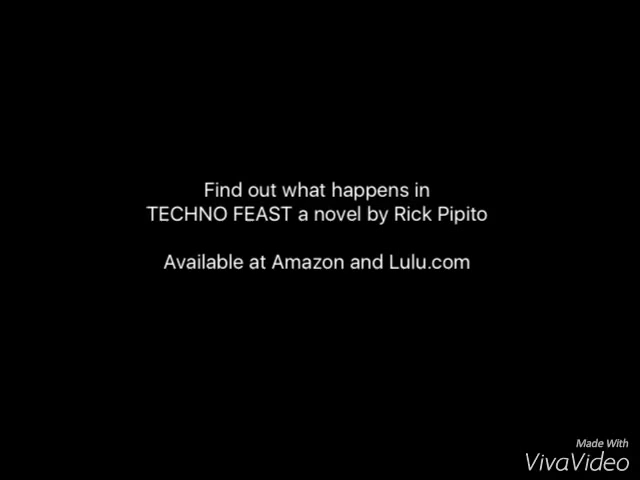 Find out what happens in
TECHNO FEAST a novel by Rick Pipito
Available at Amazon and Lulu.com
Made With
VivaVideo